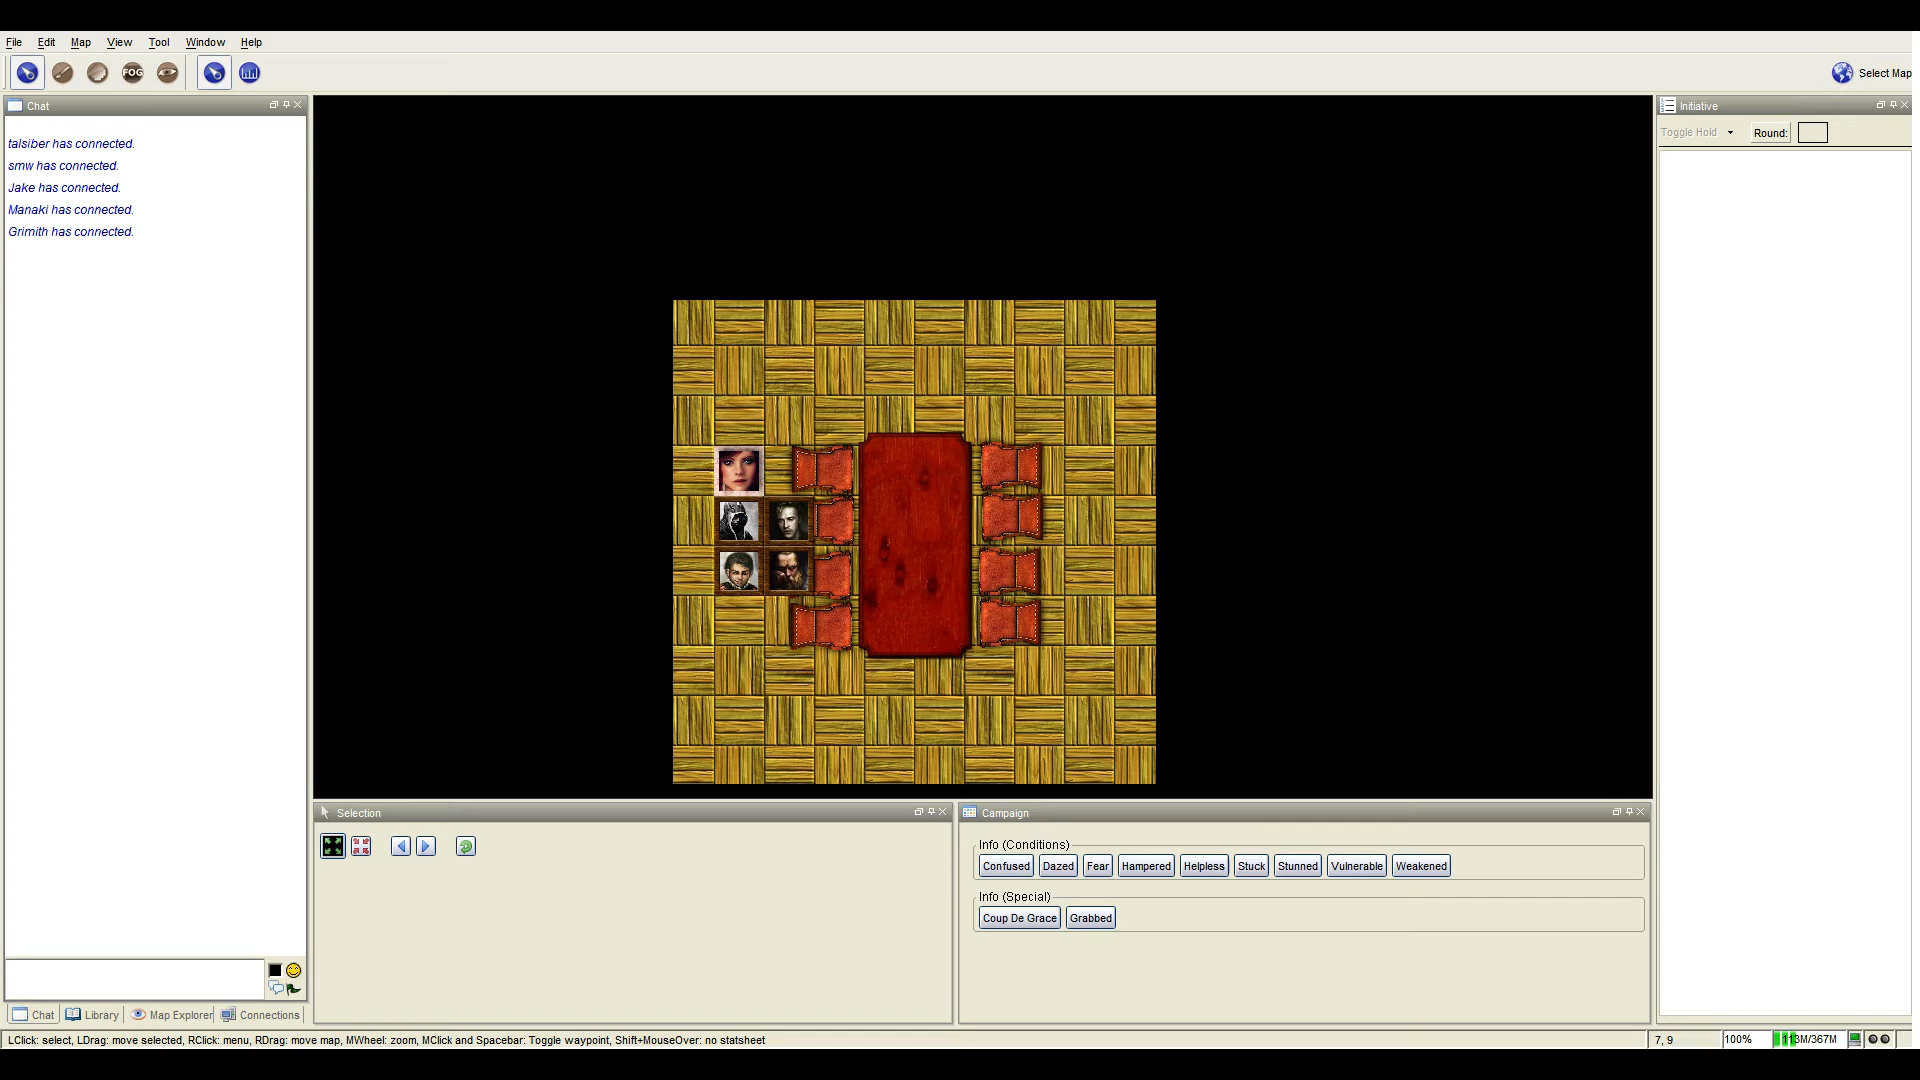 File Edit Map View Tool Window Help
FOG
Select Map
Chat
talsiber has connected.
smw has connected.
Jake has connected.
Manaki has connected.
Grimith has connected.
Initiative
Toggle Hold Round:
Selection
Campaign
Info (Conditions)
Confused Dazed Fear Hampered Helpless Stuck Stunned Vulnerable Weakened
Info (Special)
Coup De Grace Grabbed
Chat Library Map Explorer Connections
LClick: select, LDrag: move selected, RClick: menu, RDrag: move map, MWheel: zoom, MClick and Spacebar: Toggle waypoint, Shift+MouseOver: no statsheet
7, 9 100% 113M/367M